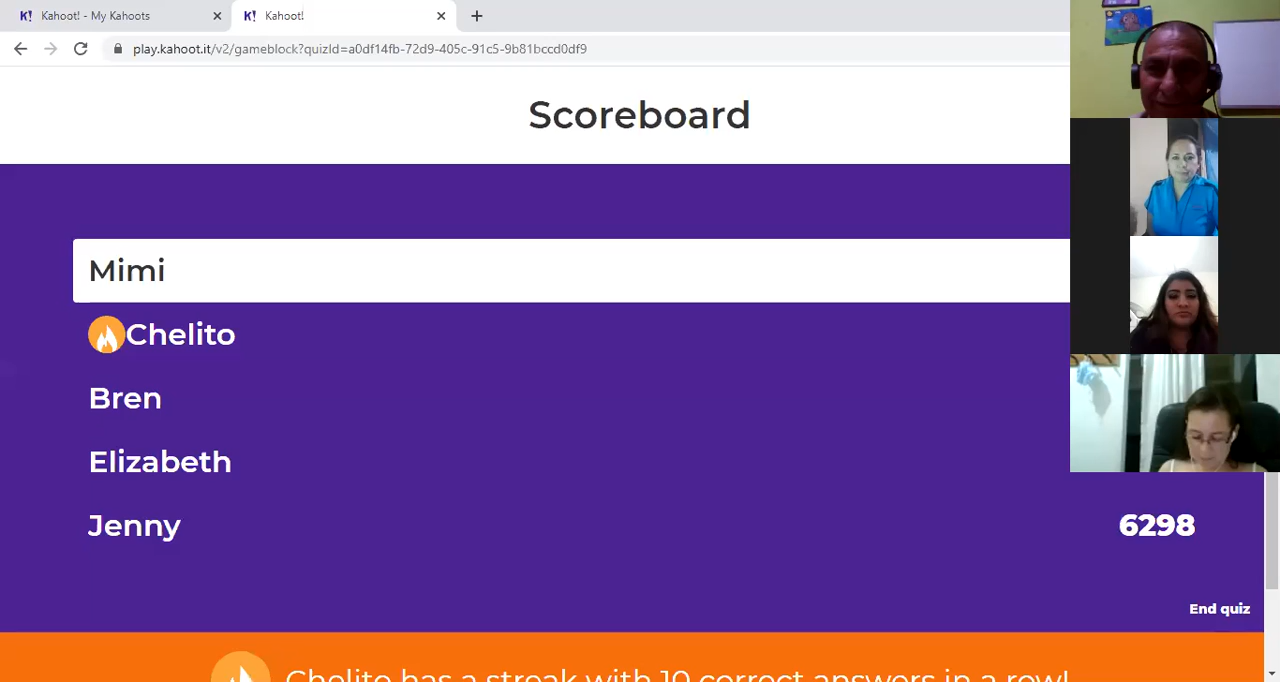 K! Kahoot! - My Kahoots
K! Kahoot!
play.kahoot.it/v2/gameblock?quizId=a0df14fb-72d9-405c-91c5-9b81bccd0df9
Scoreboard
Mimi
Chelito
Bren
Elizabeth
Jenny 6298
End quiz
Chelito has a streak with 10 correct answers in a row!